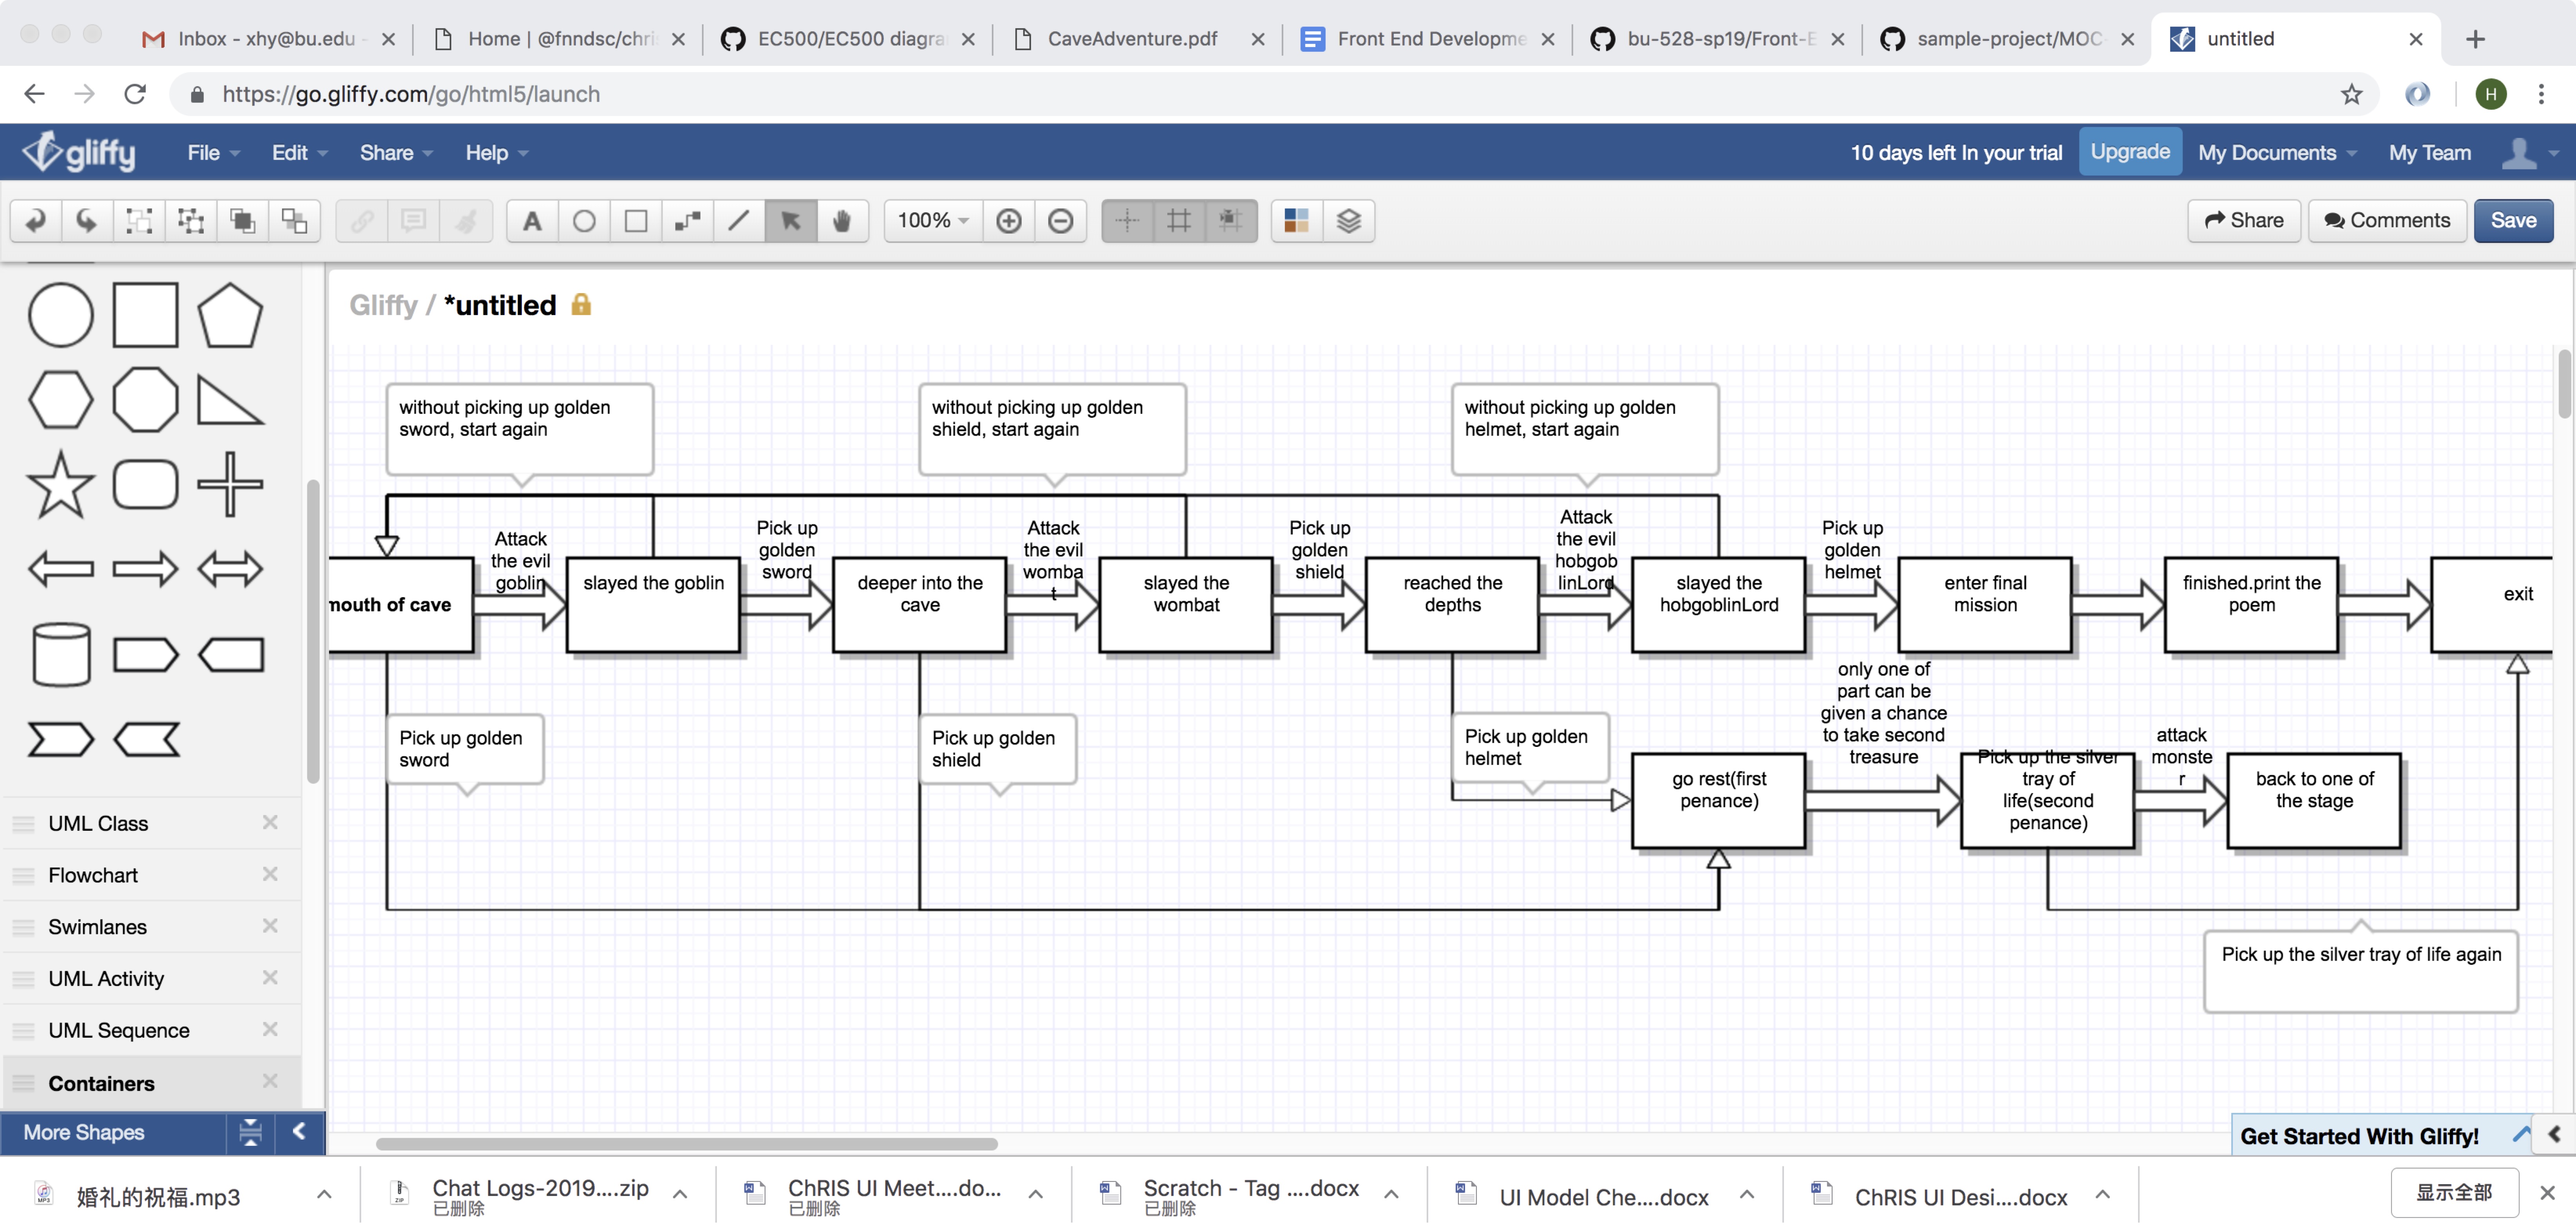 Inbox - xhy@bu.edu -
Home | @fnndsc/chri
EC500/EC500 diagra
CaveAdventure.pdf
Front End Developme
bu-528-sp19/Front-E
sample-project/MOC-
untitled
https://go.gliffy.com/go/html5/launch
H
gliffy
File
Edit
Share
Help
10 days left In your trial
Upgrade
My Documents
My Team
A
100%
Share
Comments
Save
Gliffy / *untitled
without picking up golden
sword, start again
without picking up golden
shield, start again
without picking up golden
helmet, start again
mouth of cave
Attack
the evil
goblin
slayed the goblin
Pick up
golden
sword
deeper into the
cave
Attack
the evil
womba
t
slayed the
wombat
Pick up
golden
shield
reached the
depths
Attack
the evil
hobgob
linLord
slayed the
hobgoblinLord
Pick up
golden
helmet
enter final
mission
finished.print the
poem
exit
Pick up golden
sword
Pick up golden
shield
Pick up golden
helmet
go rest(first
penance)
only one of
part can be
given a chance
to take second
treasure
Pick up the silver
tray of
life(second
penance)
attack
monste
r
back to one of
the stage
Pick up the silver tray of life again
UML Class
Flowchart
Swimlanes
UML Activity
UML Sequence
Containers
More Shapes
Get Started With Gliffy!
婚礼的祝福.mp3
Chat Logs-2019....zip
已删除
ChRIS UI Meet....do...
已删除
Scratch - Tag ....docx
已删除
UI Model Che....docx
ChRIS UI Desi....docx
显示全部